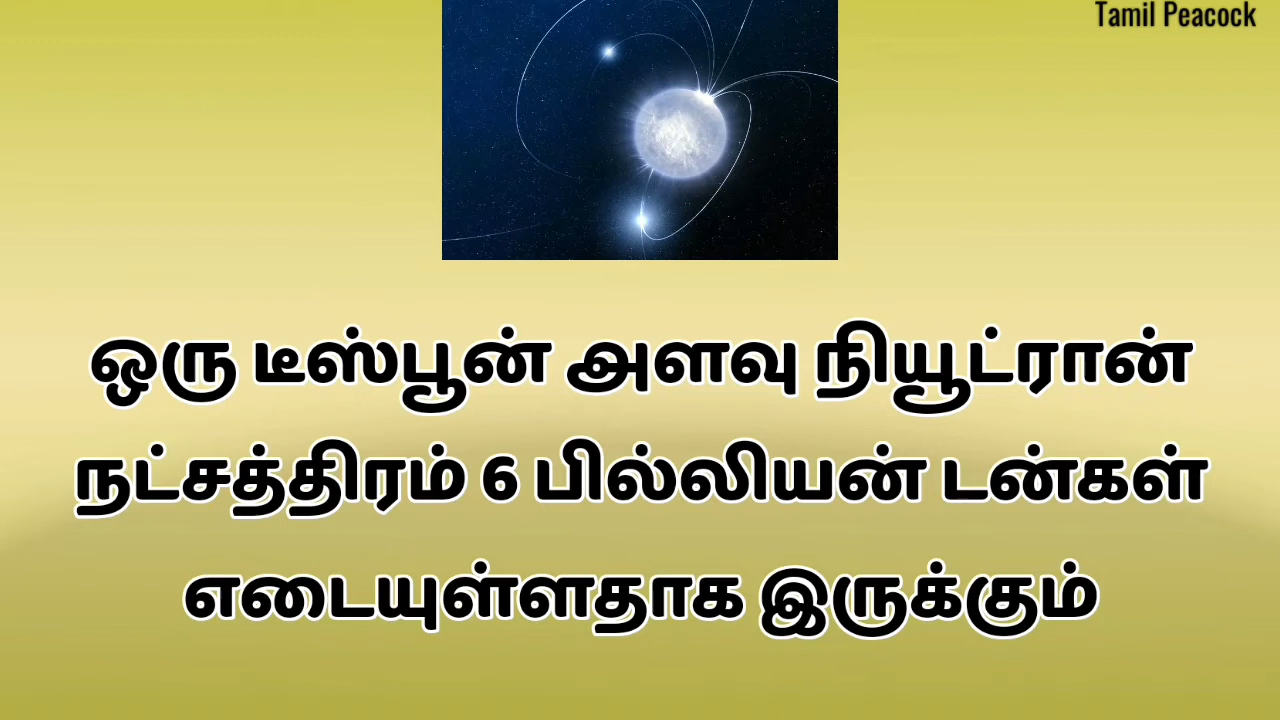 Tamil Peacock
ஒரு டீஸ்பூன் அளவு நியூட்ரான்
நட்சத்திரம் 6 பில்லியன் டன்கள்
எடையுள்ளதாக இருக்கும்